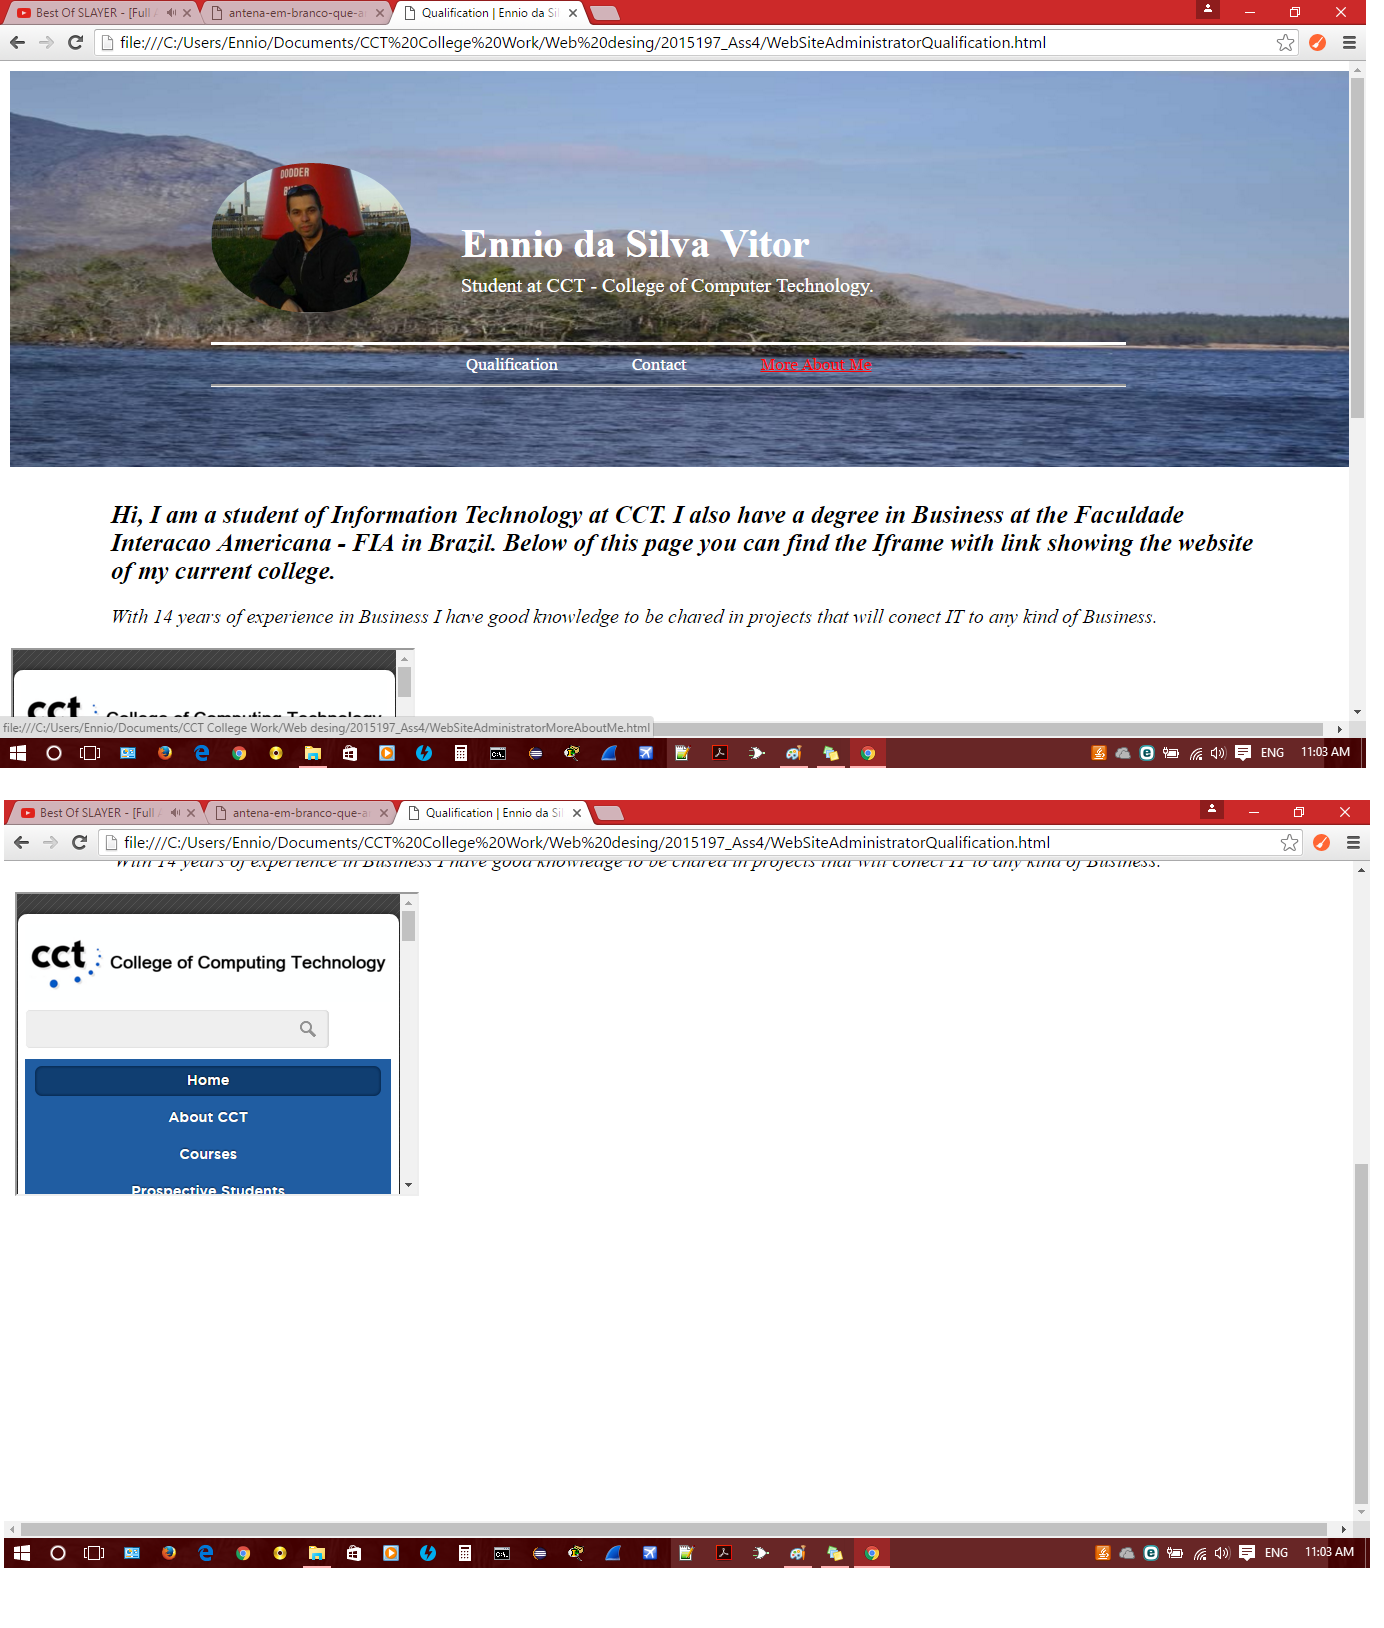 Best Of SLAYER - [Full A
antena-em-branco-que-a
Qualification | Ennio da Sil
file:///C:/Users/Ennio/Documents/CCT%20College%20Work/Web%20desing/2015197_Ass4/WebSiteAdministratorQualification.html
DODDER
Ennio da Silva Vitor
Student at CCT - College of Computer Technology.
Qualification Contact More About Me
Hi, I am a student of Information Technology at CCT. I also have a degree in Business at the Faculdade
Interacao Americana - FIA in Brazil. Below of this page you can find the Iframe with link showing the website
of my current college.
With 14 years of experience in Business I have good knowledge to be chared in projects that will conect IT to any kind of Business.
cct College of Computing Technology
file:///C:/Users/Ennio/Documents/CCT College Work/Web desing/2015197_Ass4/WebSiteAdministratorMoreAboutMe.html
ENG 11:03 AM
Best Of SLAYER - [Full A
antena-em-branco-que-a
Qualification | Ennio da Sil
file:///C:/Users/Ennio/Documents/CCT%20College%20Work/Web%20desing/2015197_Ass4/WebSiteAdministratorQualification.html
With 14 years of experience in Business I have good knowledge to be chared in projects that will conect IT to any kind of Business.
cct College of Computing Technology
Home
About CCT
Courses
Prospective Students
ENG 11:03 AM